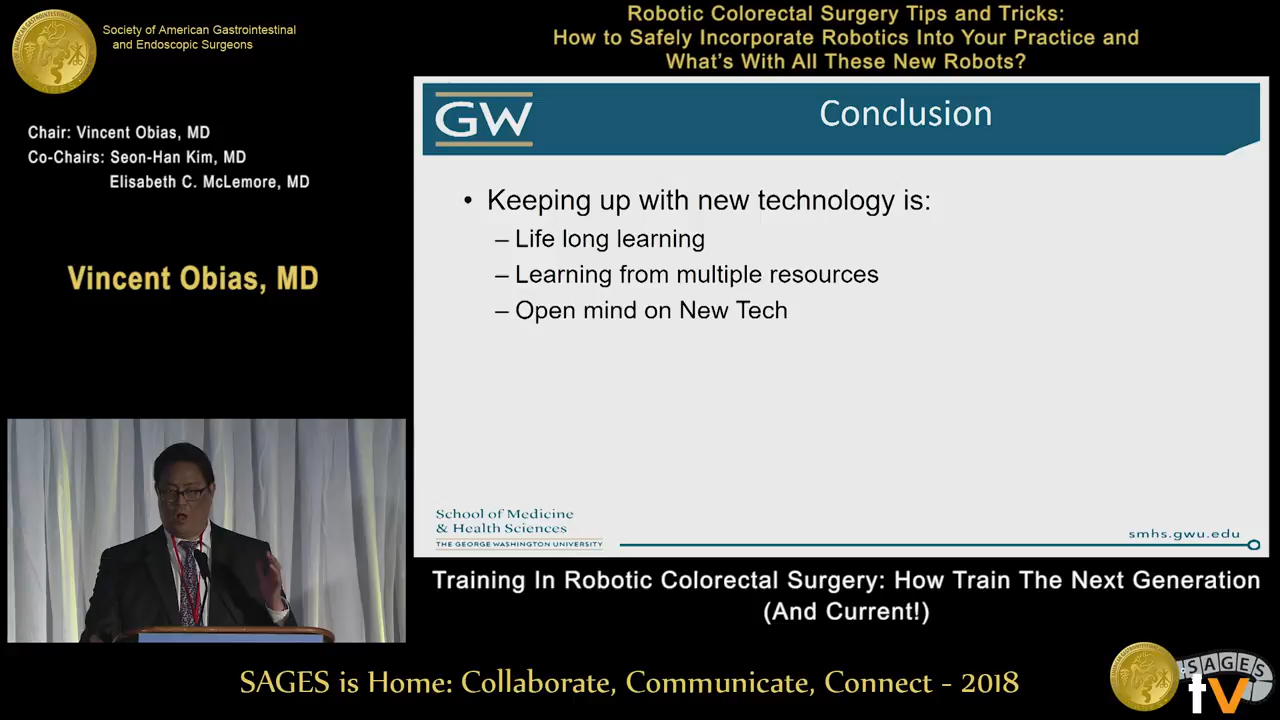 Society of American Gastrointestinal
and Endoscopic Surgeons
Robotic Colorectal Surgery Tips and Tricks:
How to Safely Incorporate Robotics Into Your Practice and
What's With All These New Robots?
Chair: Vincent Obias, MD
Co-Chairs: Seon-Han Kim, MD
Elisabeth C. McLemore, MD
Vincent Obias, MD
GW
Conclusion
• Keeping up with new technology is:
– Life long learning
– Learning from multiple resources
– Open mind on New Tech
School of Medicine
& Health Sciences
THE GEORGE WASHINGTON UNIVERSITY
smhs.gwu.edu
Training In Robotic Colorectal Surgery: How Train The Next Generation
(And Current!)
SAGES is Home: Collaborate, Communicate, Connect - 2018
SAGES
tv